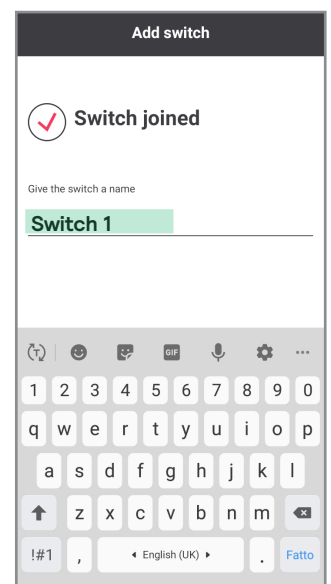 Add switch
Switch joined
Give the switch a name
Switch 1
T GIF
1 2 3 4 5 6 7 8 9 0
q w e r t y u i o p
a s d f g h j k l
z x c v b n m
!#1 , English (UK) . Fatto